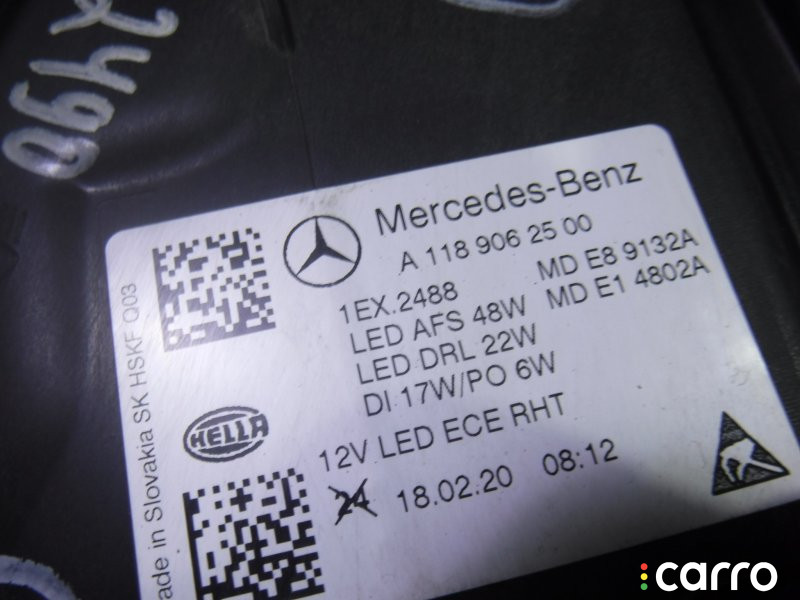 2490
Mercedes-Benz
A 118 906 25 00
1EX.2488 MD E8 9132A
LED AFS 48W MD E1 4802A
LED DRL 22W
DI 17W/PO 6W
HELLA
12V LED ECE RHT
24 18.02.20 08:12
ade in Slovakia SK HSKF Q03
carro